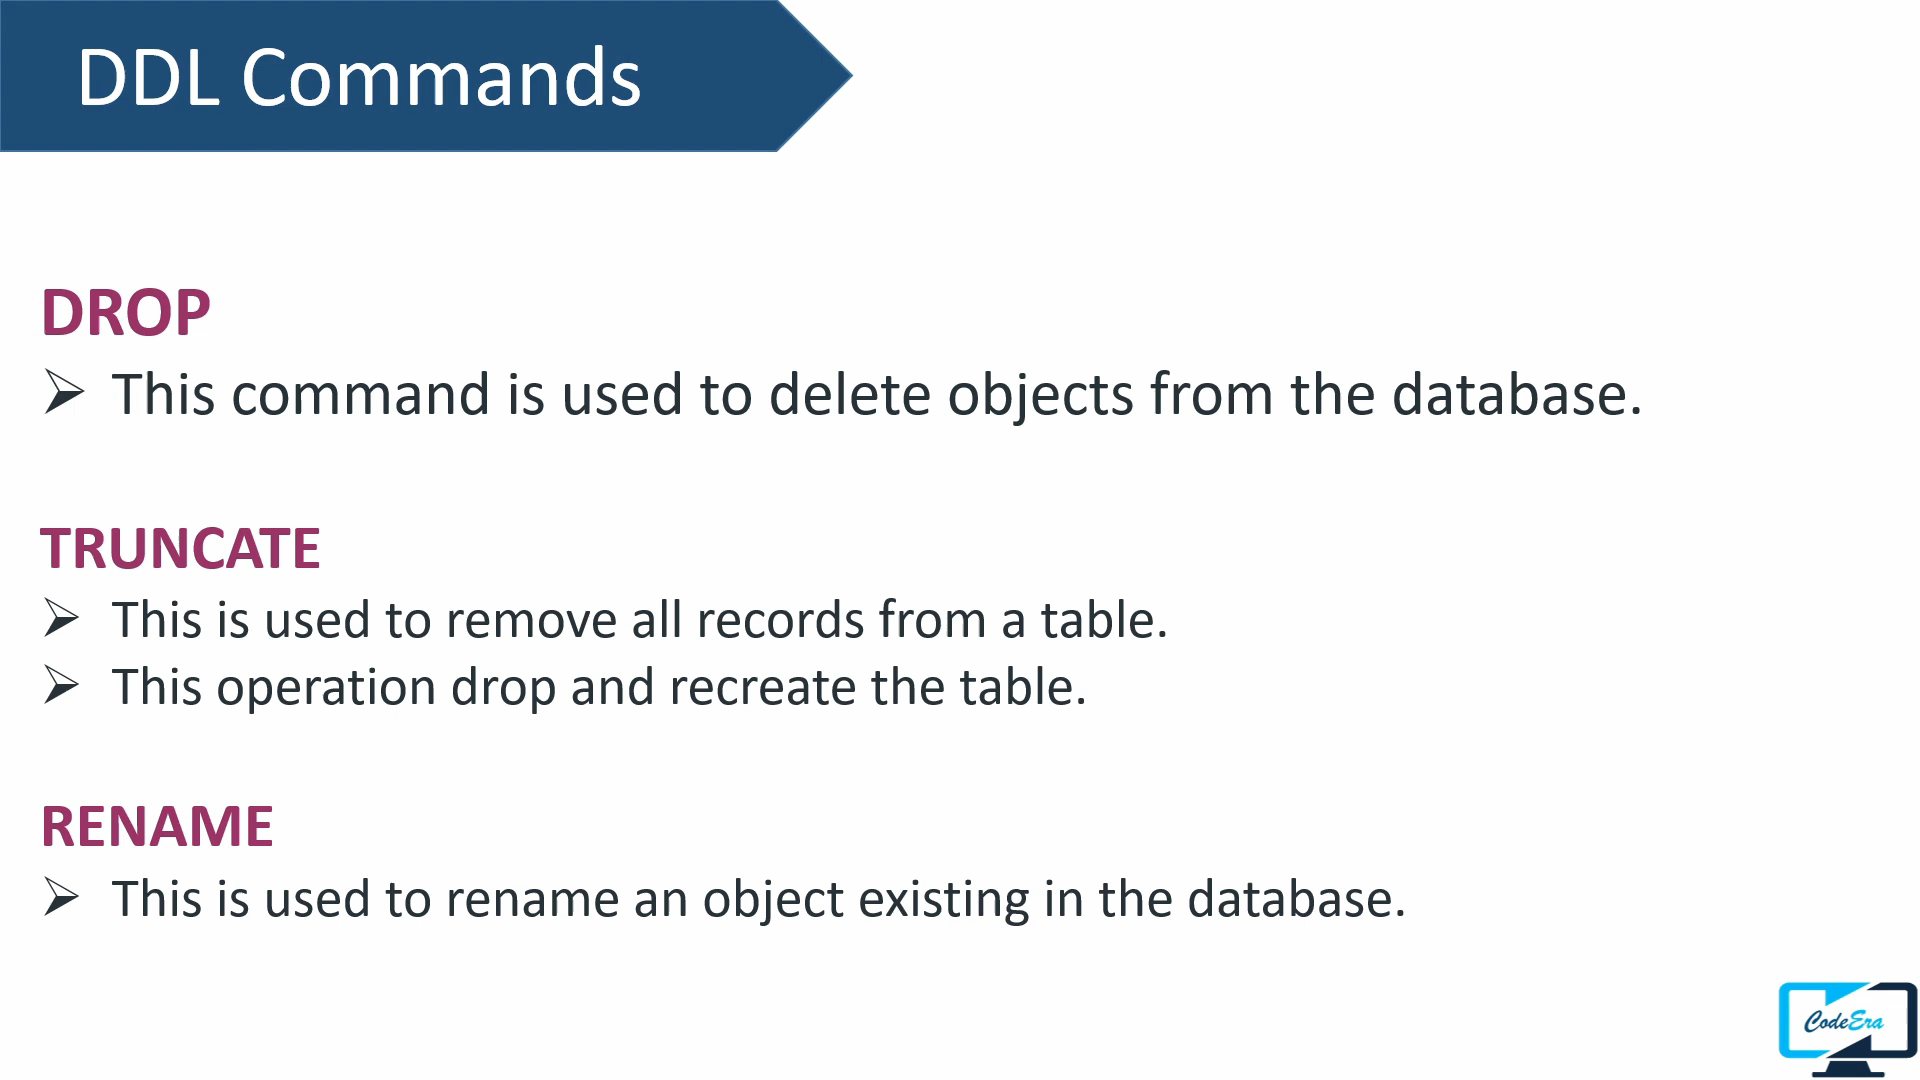 DDL Commands
DROP
➢ This command is used to delete objects from the database.
TRUNCATE
➢ This is used to remove all records from a table.
➢ This operation drop and recreate the table.
RENAME
➢ This is used to rename an object existing in the database.
CodeEra